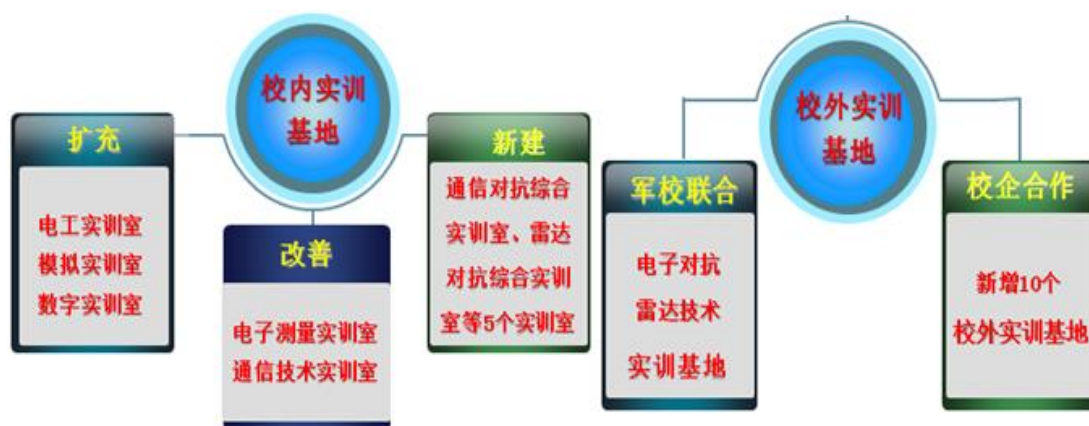 校内实训
基地
扩充
电工实训室
模拟实训室
数字实训室
改善
电子测量实训室
通信技术实训室
新建
通信对抗综合
实训室、雷达
对抗综合实训
室等5个实训室
校外实训
基地
军校联合
电子对抗
雷达技术
实训基地
校企合作
新增10个
校外实训基地